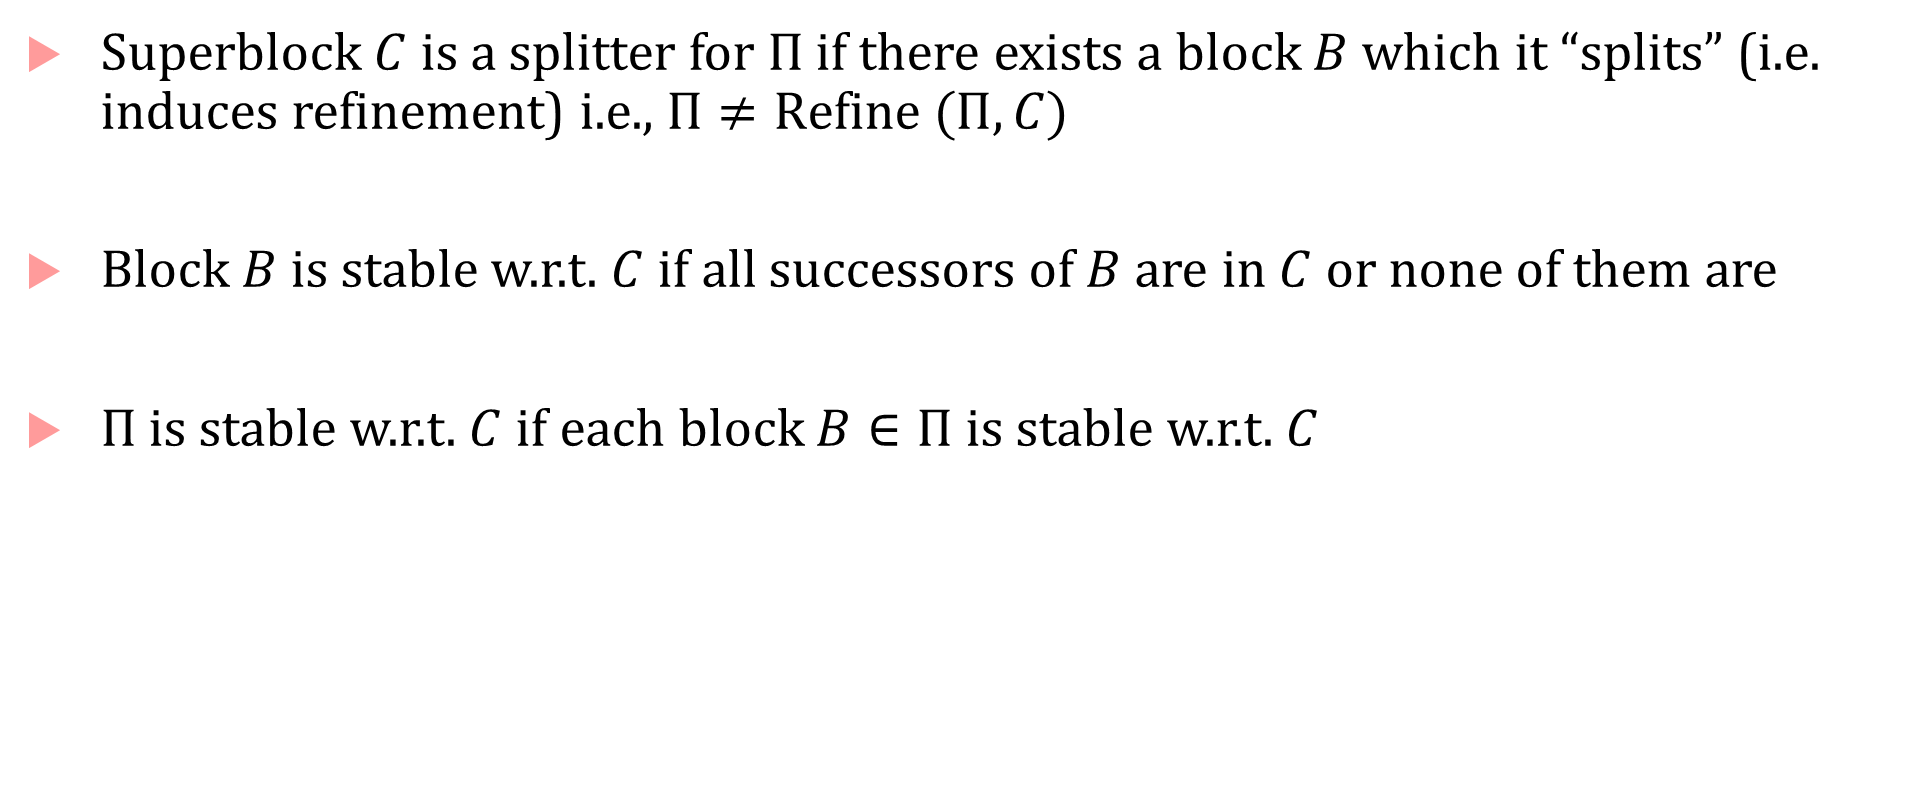 Superblock 𝐶 is a splitter for Π if there exists a block 𝐵 which it “splits” (i.e.
induces refinement) i.e., Π ≠ Refine (Π, 𝐶)
Block 𝐵 is stable w.r.t. 𝐶 if all successors of 𝐵 are in 𝐶 or none of them are
Π is stable w.r.t. 𝐶 if each block 𝐵 ∈ Π is stable w.r.t. 𝐶